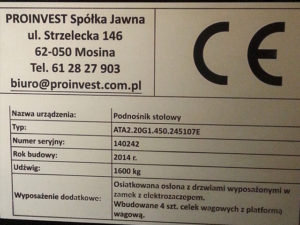 PROINVEST Spółka Jawna
ul. Strzelecka 146
62-050 Mosina
Tel. 61 28 27 903
biuro@proinvest.com.pl
CE
Nazwa urządzenia: Podnośnik stołowy
Typ: ATA2.20G1.450.245107E
Numer seryjny: 140242
Rok budowy: 2014 r.
Udźwig: 1600 kg
Wyposażenie dodatkowe: Osiatkowana osłona z drzwiami wyposażonymi w
zamek z elektrozaczepem.
Wbudowane 4 szt. celek wagowych z platformą
wagową.